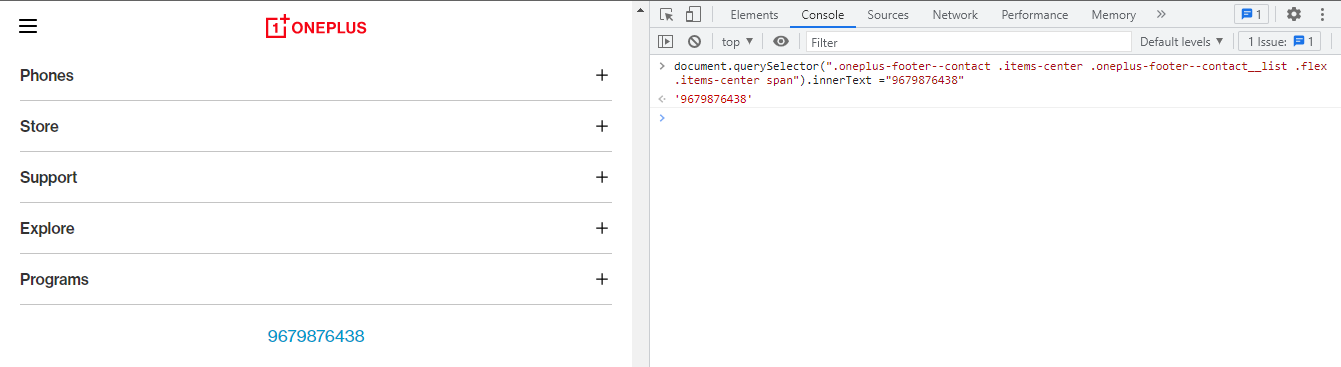 1+ ONEPLUS
Phones
Store
Support
Explore
Programs
9679876438
Elements Console Sources Network Performance Memory » 1
top ▼ Filter Default levels ▼ 1 Issue: 1
> document.querySelector(".oneplus-footer--contact .items-center .oneplus-footer--contact__list .flex
.items-center span").innerText ="9679876438"
'9679876438'
>